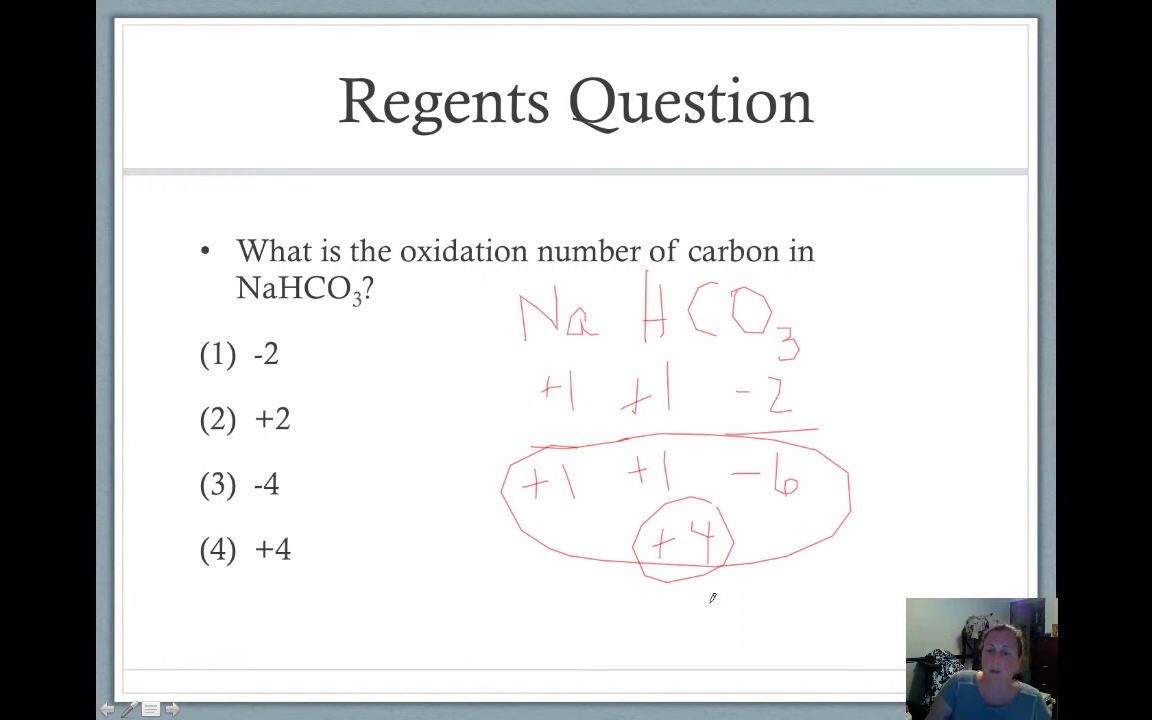 Regents Question
• What is the oxidation number of carbon in
NaHCO₃?
(1) -2
(2) +2
(3) -4
(4) +4
Na H CO₃
+1 +1 -2
+1 +1 -6
+4